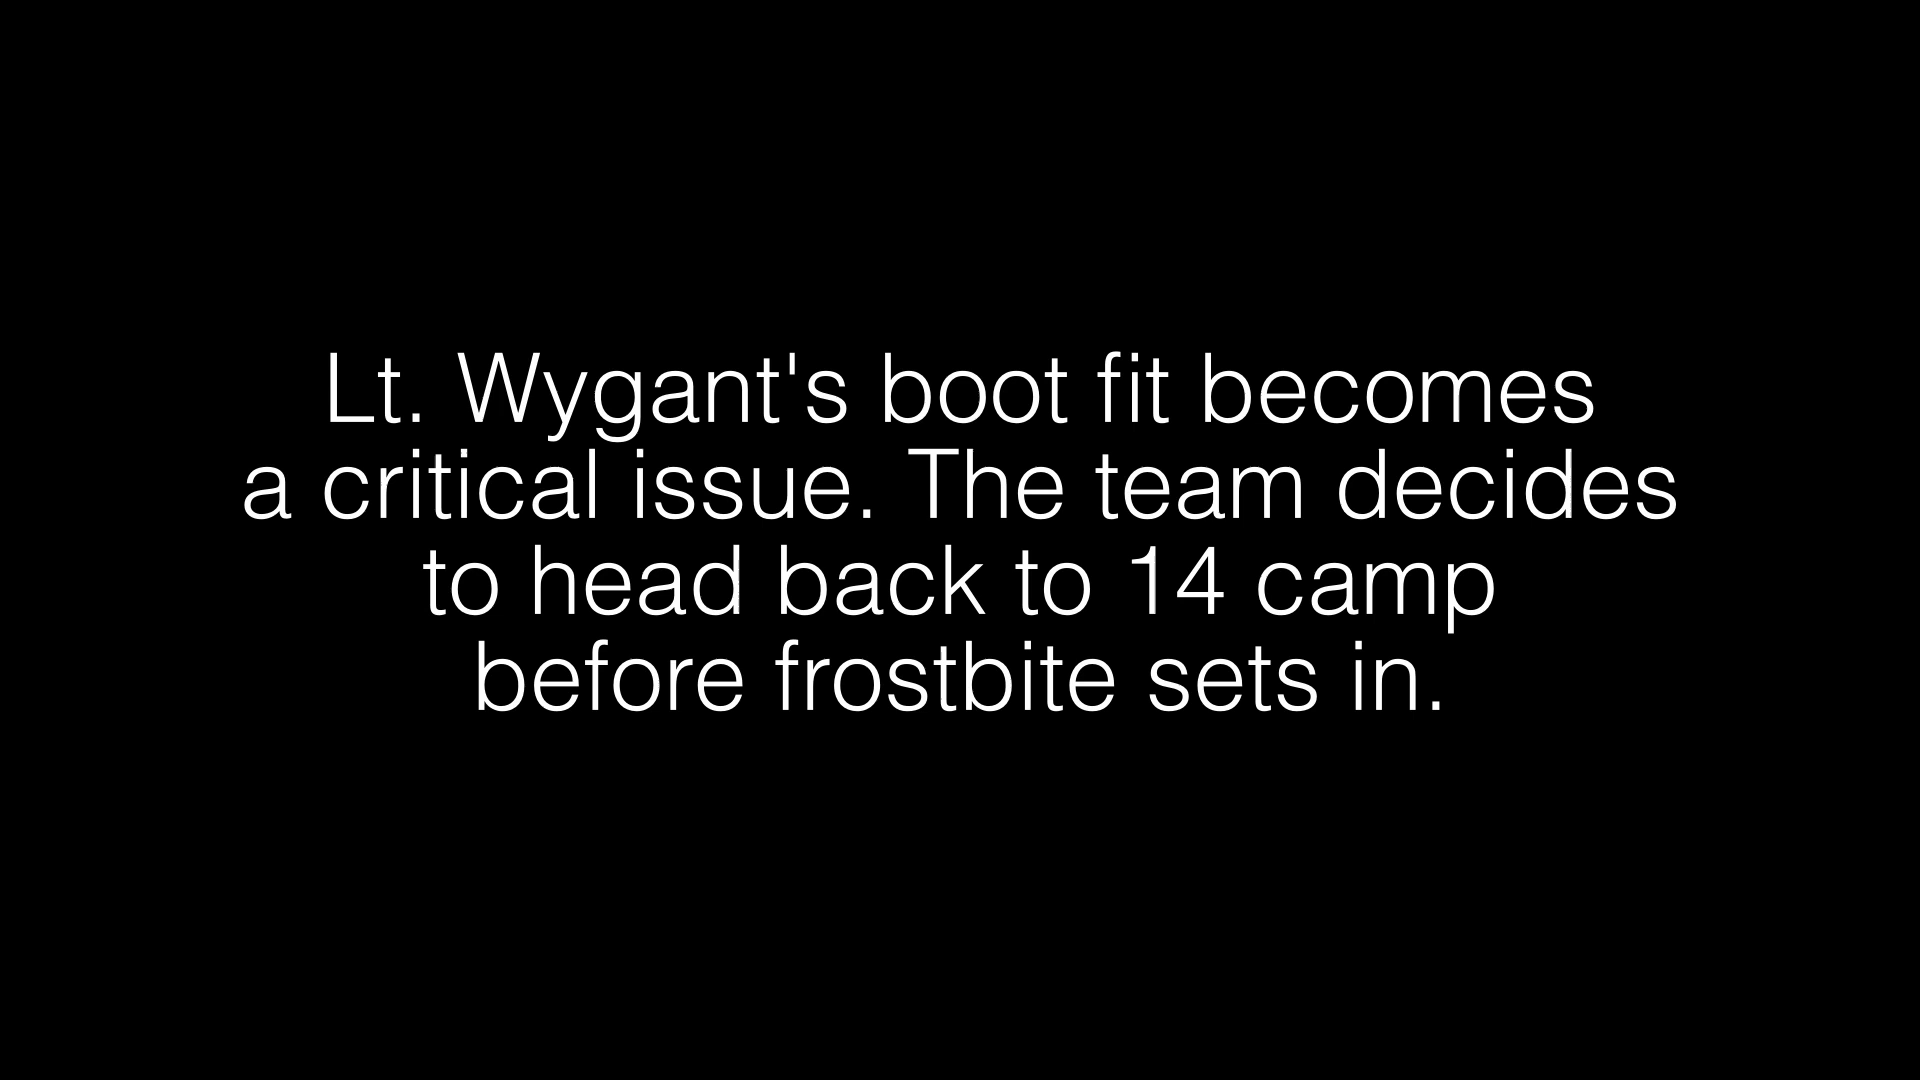 Lt. Wygant's boot fit becomes
a critical issue. The team decides
to head back to 14 camp
before frostbite sets in.